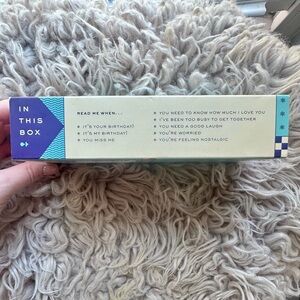 IN
THIS
BOX
READ ME WHEN...
IT'S YOUR BIRTHDAY!
IT'S MY BIRTHDAY!
YOU MISS ME
YOU NEED TO KNOW HOW MUCH I LOVE YOU
I'VE BEEN TOO BUSY TO GET TOGETHER
YOU NEED A GOOD LAUGH
YOU'RE WORRIED
YOU'RE FEELING NOSTALGIC